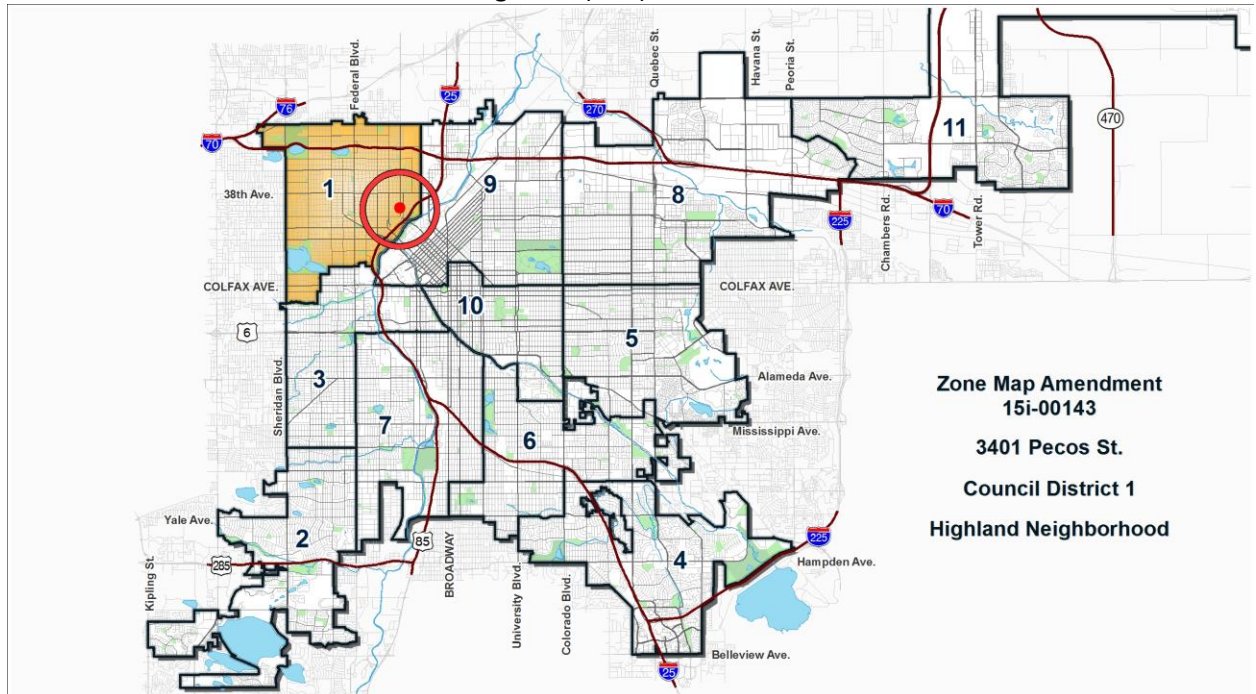 Federal Blvd.
Quebec St.
Havana St.
Peoria St.
76
25
270
70
470
11
1
9
8
38th Ave.
225
Chambers Rd.
70
Tower Rd.
COLFAX AVE.
COLFAX AVE.
10
6
5
3
Sheridan Blvd.
Alameda Ave.
7
Mississippi Ave.
6
Zone Map Amendment
15i-00143
3401 Pecos St.
Council District 1
Highland Neighborhood
Yale Ave.
2
85
BROADWAY
4
225
285
Hampden Ave.
Kipling St.
University Blvd.
Colorado Blvd.
Belleview Ave.
25